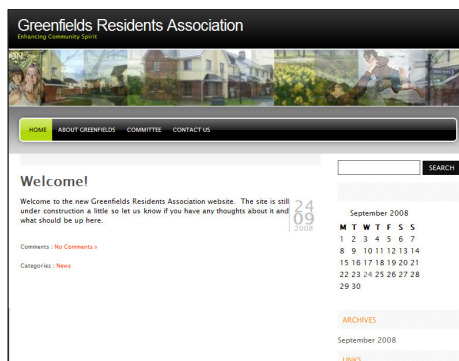 Greenfields Residents Association
Enhancing Community Spirit
HOME ABOUT GREENFIELDS COMMITTEE CONTACT US
SEARCH
Welcome!
Welcome to the new Greenfields Residents Association website. The site is still
under construction a little so let us know if you have any thoughts about it and
what should be up here.
24
09
2008
Comments : No Comments »
Categories : News
September 2008
M T W T F S S
1 2 3 4 5 6 7
8 9 10 11 12 13 14
15 16 17 18 19 20 21
22 23 24 25 26 27 28
29 30
ARCHIVES
September 2008
LINKS